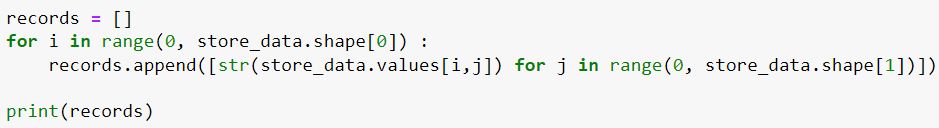 records = []
for i in range(0, store_data.shape[0]) :
    records.append([str(store_data.values[i,j]) for j in range(0, store_data.shape[1])])
print(records)